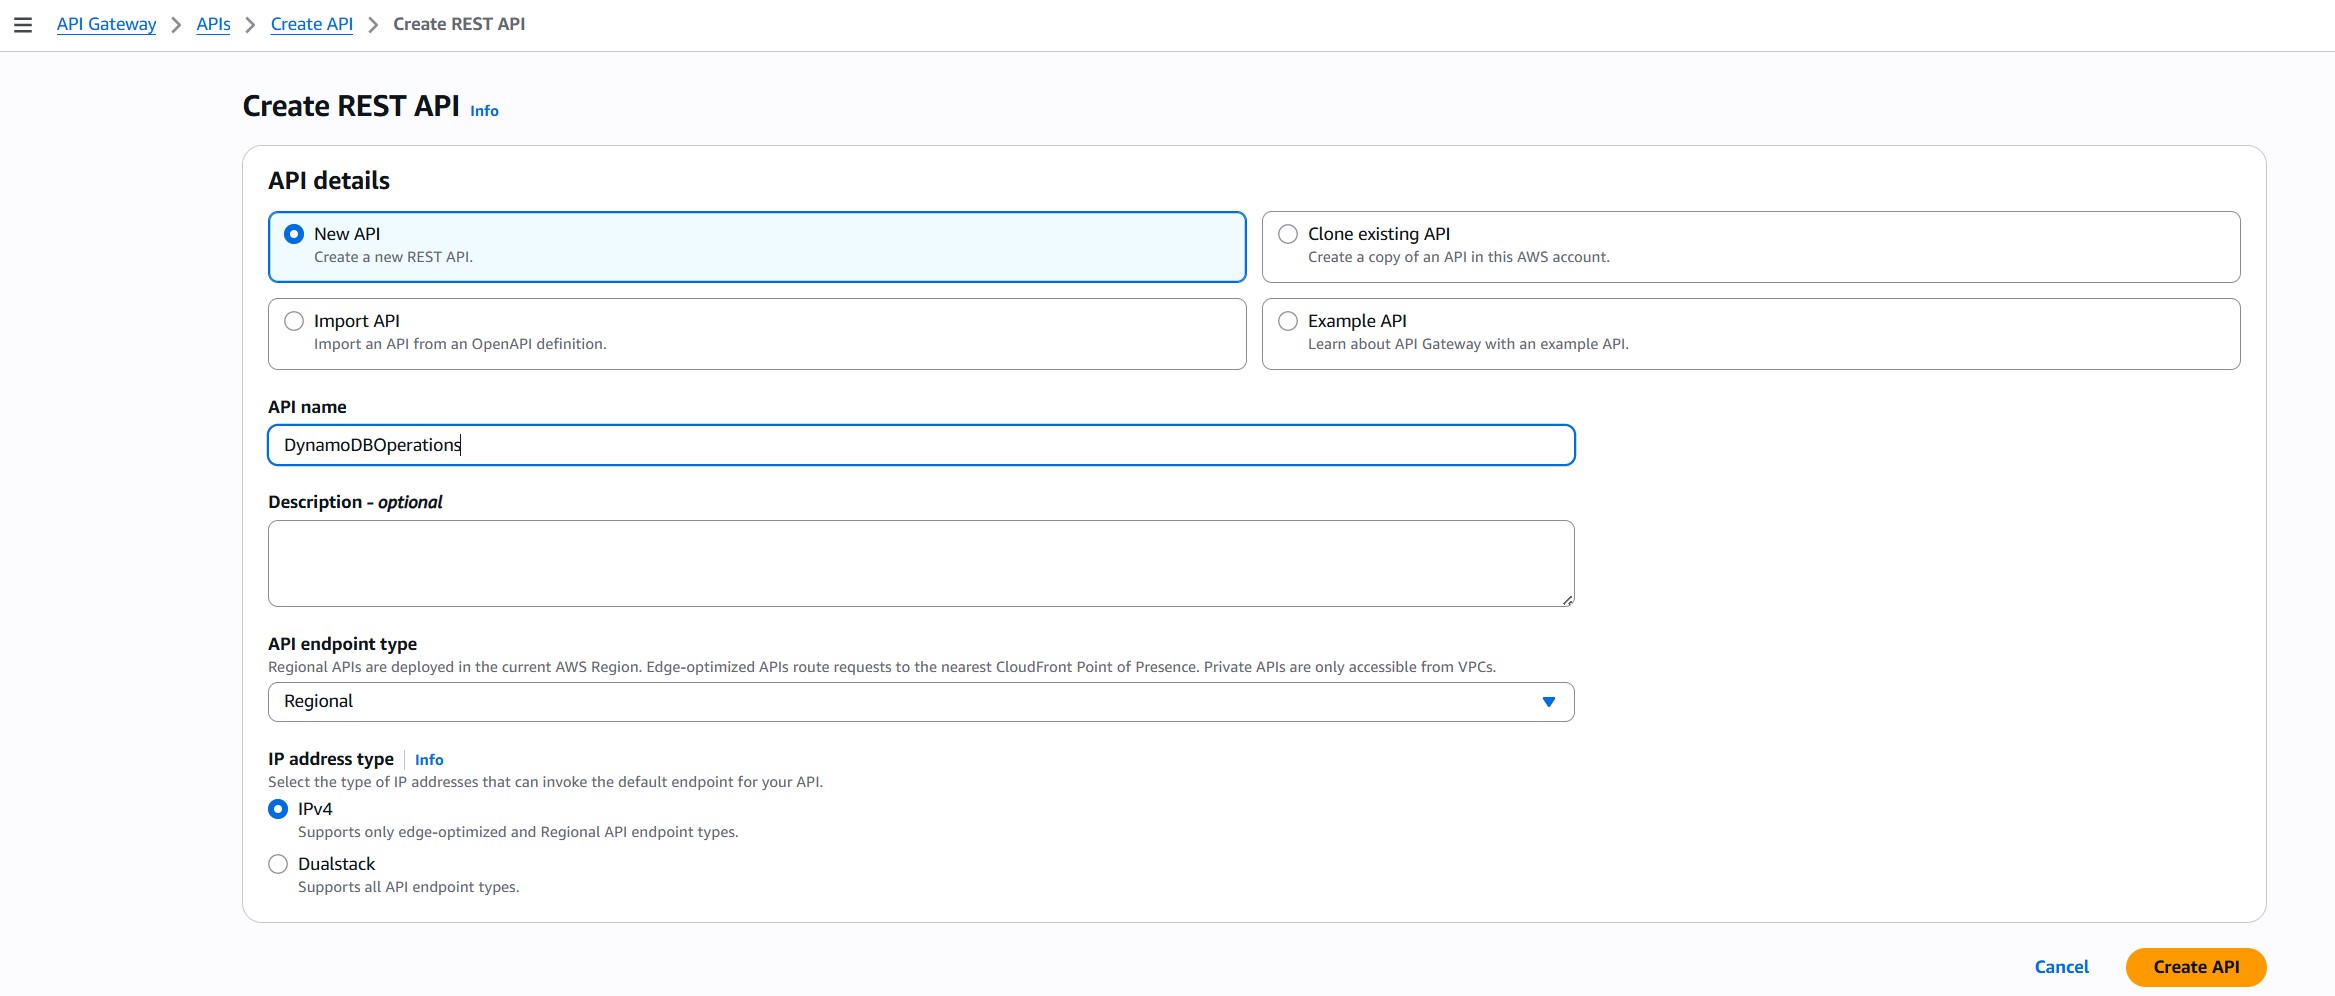 API Gateway > APIs > Create API > Create REST API
Create REST API Info
API details
New API
Create a new REST API.
Clone existing API
Create a copy of an API in this AWS account.
Import API
Import an API from an OpenAPI definition.
Example API
Learn about API Gateway with an example API.
API name
DynamoDBOperations
Description - optional
API endpoint type
Regional APIs are deployed in the current AWS Region. Edge-optimized APIs route requests to the nearest CloudFront Point of Presence. Private APIs are only accessible from VPCs.
Regional
IP address type Info
Select the type of IP addresses that can invoke the default endpoint for your API.
IPv4
Supports only edge-optimized and Regional API endpoint types.
Dualstack
Supports all API endpoint types.
Cancel
Create API